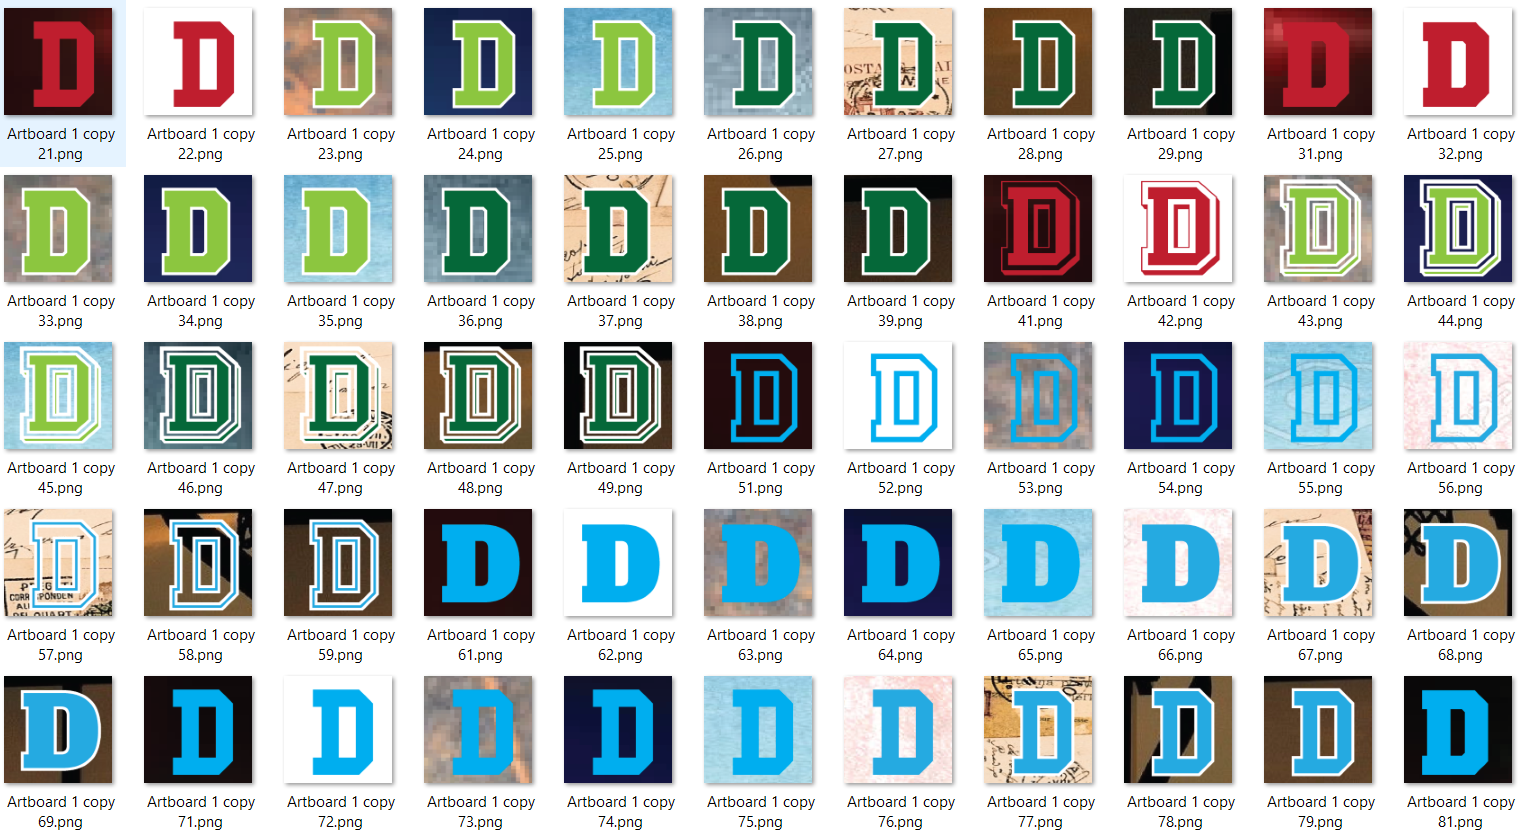 D D D D D D D D D D D
Artboard 1 copy 21.png
Artboard 1 copy 22.png
Artboard 1 copy 23.png
Artboard 1 copy 24.png
Artboard 1 copy 25.png
Artboard 1 copy 26.png
Artboard 1 copy 27.png
Artboard 1 copy 28.png
Artboard 1 copy 29.png
Artboard 1 copy 31.png
Artboard 1 copy 32.png
D D D D D D D D D D D
Artboard 1 copy 33.png
Artboard 1 copy 34.png
Artboard 1 copy 35.png
Artboard 1 copy 36.png
Artboard 1 copy 37.png
Artboard 1 copy 38.png
Artboard 1 copy 39.png
Artboard 1 copy 41.png
Artboard 1 copy 42.png
Artboard 1 copy 43.png
Artboard 1 copy 44.png
D D D D D D D D D D D
Artboard 1 copy 45.png
Artboard 1 copy 46.png
Artboard 1 copy 47.png
Artboard 1 copy 48.png
Artboard 1 copy 49.png
Artboard 1 copy 51.png
Artboard 1 copy 52.png
Artboard 1 copy 53.png
Artboard 1 copy 54.png
Artboard 1 copy 55.png
Artboard 1 copy 56.png
D D D D D D D D D D D
Artboard 1 copy 57.png
Artboard 1 copy 58.png
Artboard 1 copy 59.png
Artboard 1 copy 61.png
Artboard 1 copy 62.png
Artboard 1 copy 63.png
Artboard 1 copy 64.png
Artboard 1 copy 65.png
Artboard 1 copy 66.png
Artboard 1 copy 67.png
Artboard 1 copy 68.png
D D D D D D D D D D D
Artboard 1 copy 69.png
Artboard 1 copy 71.png
Artboard 1 copy 72.png
Artboard 1 copy 73.png
Artboard 1 copy 74.png
Artboard 1 copy 75.png
Artboard 1 copy 76.png
Artboard 1 copy 77.png
Artboard 1 copy 78.png
Artboard 1 copy 79.png
Artboard 1 copy 81.png